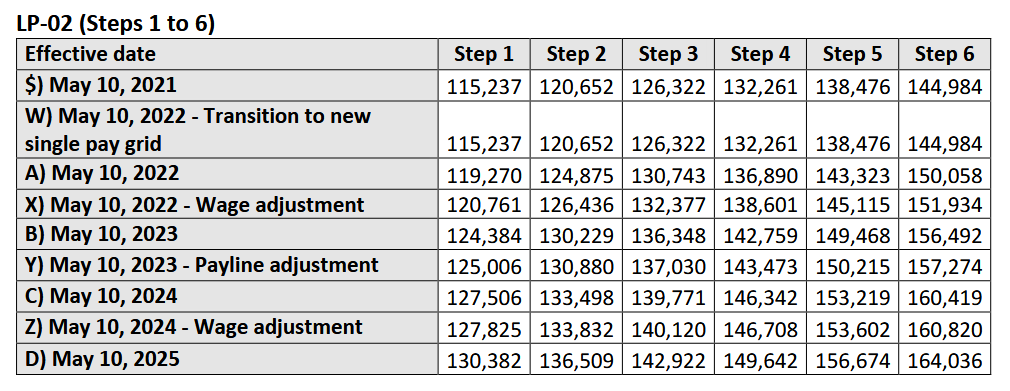 LP-02 (Steps 1 to 6)
Effective date Step 1 Step 2 Step 3 Step 4 Step 5 Step 6
$) May 10, 2021 115,237 120,652 126,322 132,261 138,476 144,984
W) May 10, 2022 - Transition to new
single pay grid 115,237 120,652 126,322 132,261 138,476 144,984
A) May 10, 2022 119,270 124,875 130,743 136,890 143,323 150,058
X) May 10, 2022 - Wage adjustment 120,761 126,436 132,377 138,601 145,115 151,934
B) May 10, 2023 124,384 130,229 136,348 142,759 149,468 156,492
Y) May 10, 2023 - Payline adjustment 125,006 130,880 137,030 143,473 150,215 157,274
C) May 10, 2024 127,506 133,498 139,771 146,342 153,219 160,419
Z) May 10, 2024 - Wage adjustment 127,825 133,832 140,120 146,708 153,602 160,820
D) May 10, 2025 130,382 136,509 142,922 149,642 156,674 164,036